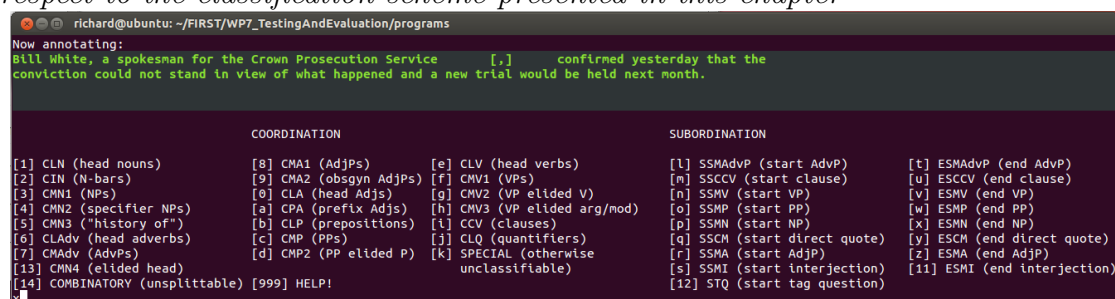 respect to the classification scheme presented in this chapter
richard@ubuntu: ~/FIRST/WP7_TestingAndEvaluation/programs
Now annotating:
Bill White, a spokesman for the Crown Prosecution Service [,] confirmed yesterday that the
conviction could not stand in view of what happened and a new trial would be held next month.
COORDINATION SUBORDINATION
[1] CLN (head nouns) [8] CMA1 (AdjPs) [e] CLV (head verbs) [l] SSMAdvP (start AdvP) [t] ESMAdvP (end AdvP)
[2] CIN (N-bars) [9] CMA2 (obsgyn AdjPs) [f] CMV1 (VPs) [m] SSCCV (start clause) [u] ESCCV (end clause)
[3] CMN1 (NPs) [0] CLA (head Adjs) [g] CMV2 (VP elided V) [n] SSMV (start VP) [v] ESMV (end VP)
[4] CMN2 (specifier NPs) [a] CPA (prefix Adjs) [h] CMV3 (VP elided arg/mod) [o] SSMP (start PP) [w] ESMP (end PP)
[5] CMN3 ("history of") [b] CLP (prepositions) [i] CCV (clauses) [p] SSMN (start NP) [x] ESMN (end NP)
[6] CLAdv (head adverbs) [c] CMP (PPs) [j] CLQ (quantifiers) [q] SSCM (start direct quote) [y] ESCM (end direct quote)
[7] CMAdv (AdvPs) [d] CMP2 (PP elided P) [k] SPECIAL (otherwise [r] SSMA (start AdjP) [z] ESMA (end AdjP)
[13] CMN4 (elided head) unclassifiable) [s] SSMI (start interjection) [11] ESMI (end interjection)
[14] COMBINATORY (unsplittable) [999] HELP! [12] STQ (start tag question)